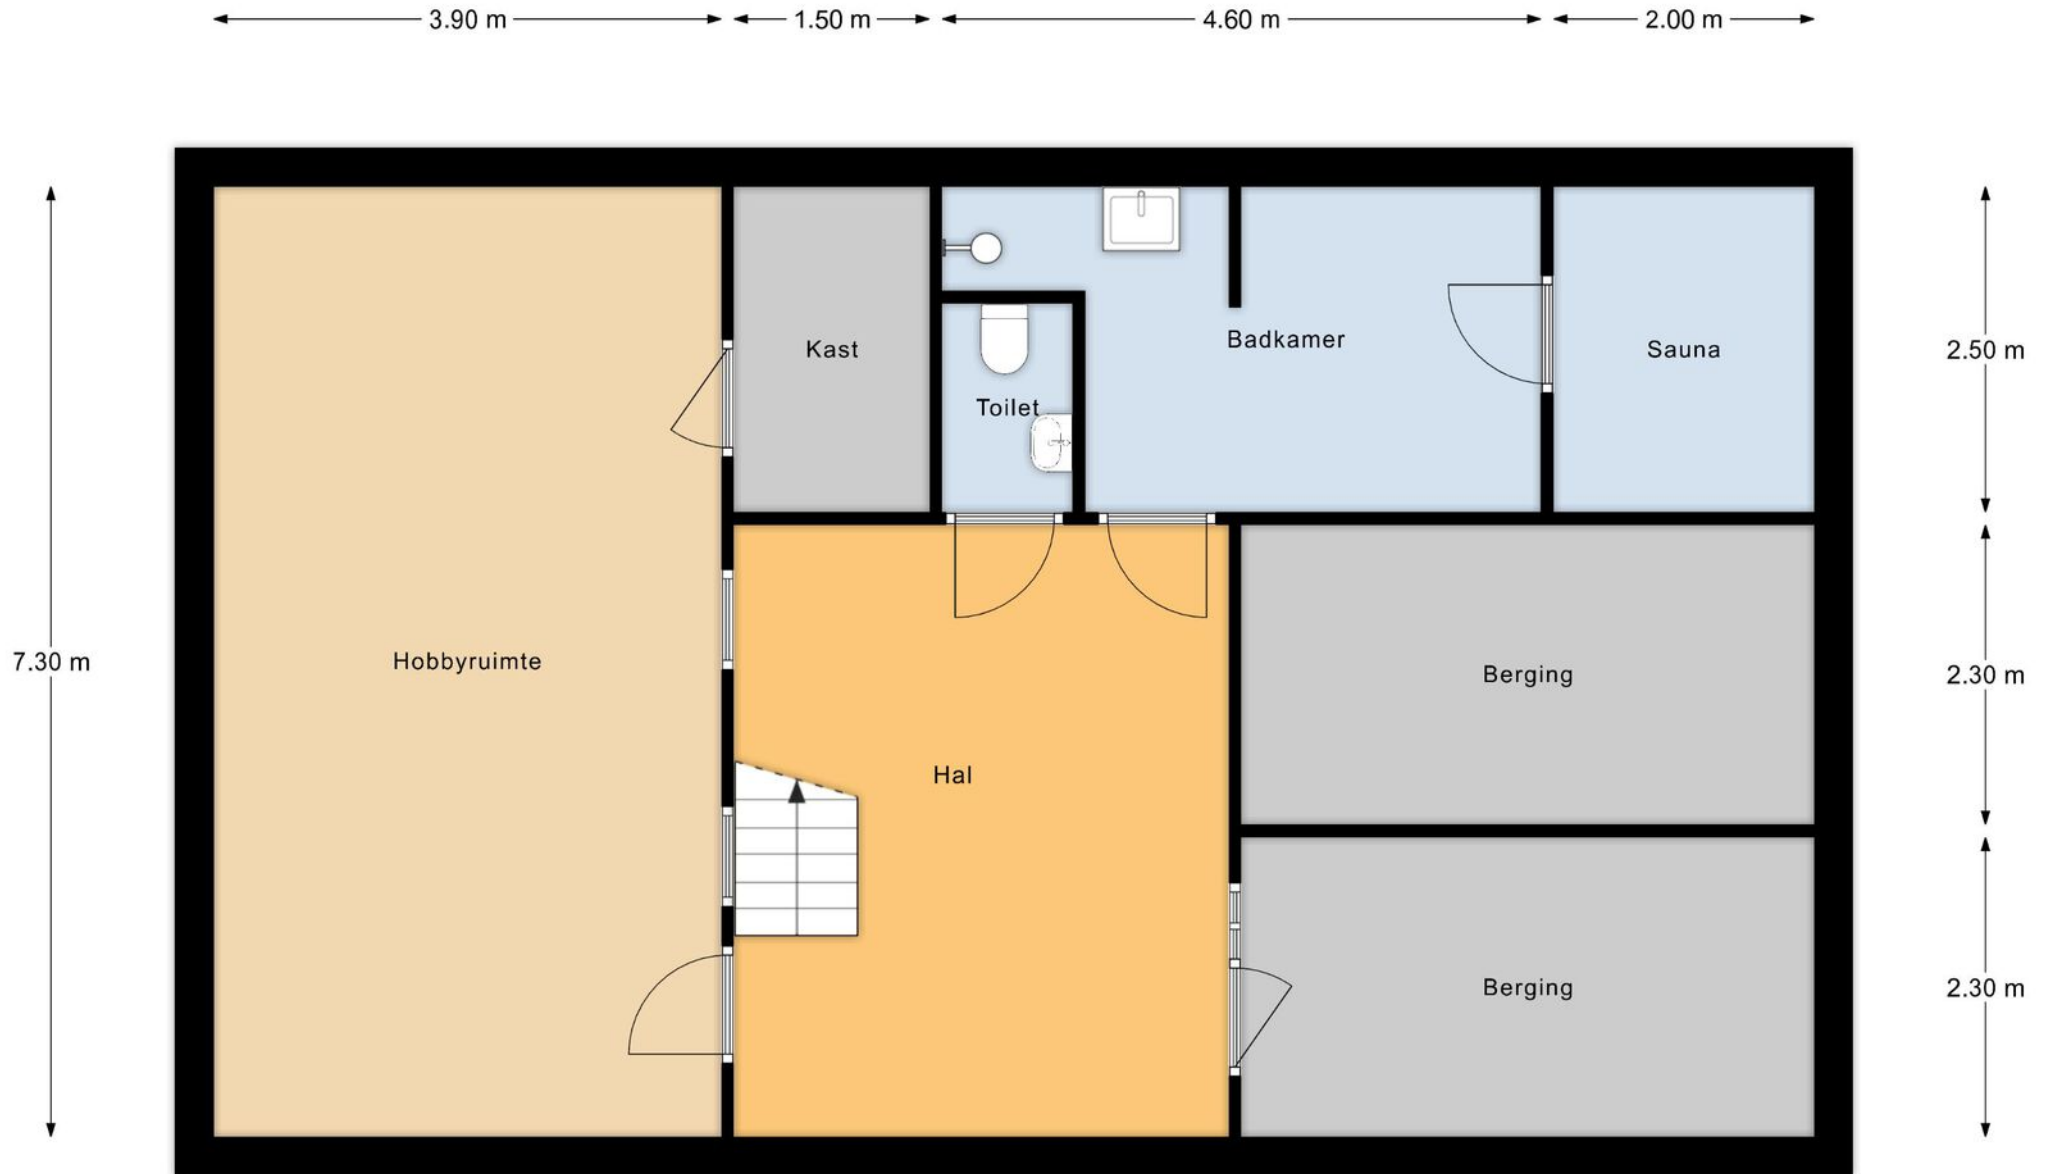 3.90 m
1.50 m
4.60 m
2.00 m
Kast
Badkamer
Sauna
2.50 m
Toilet
7.30 m
Hobbyruimte
Berging
2.30 m
Hal
Berging
2.30 m